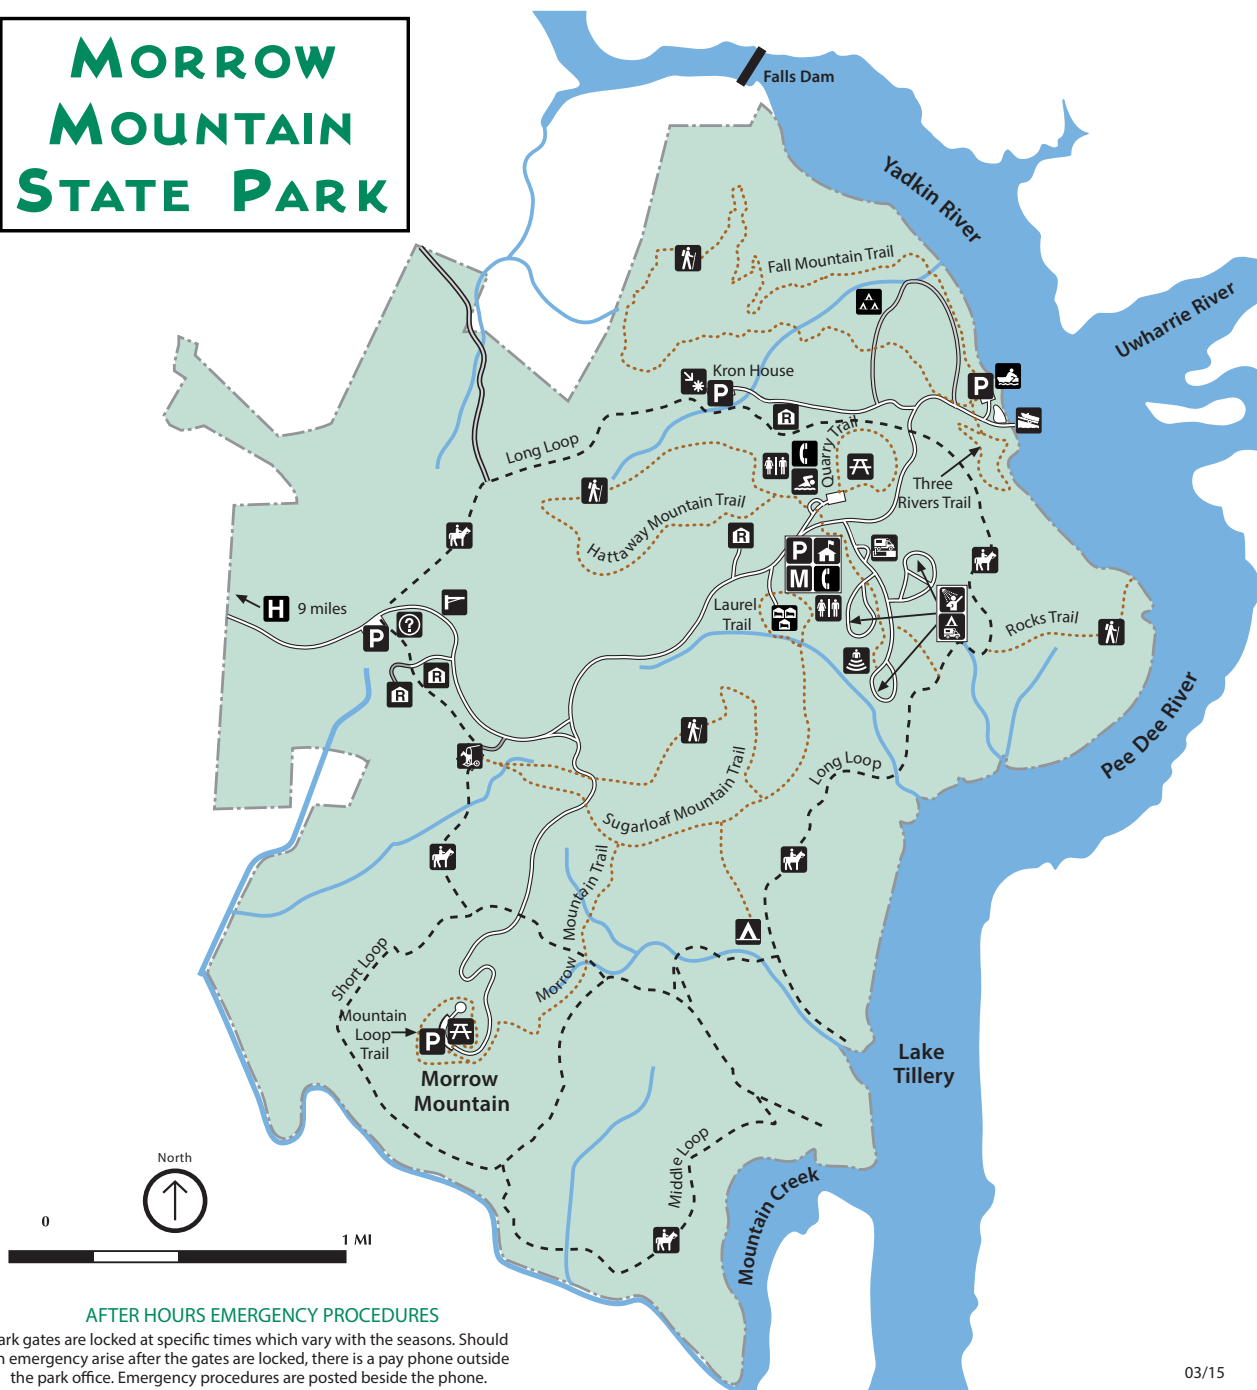 MORROW
MOUNTAIN
STATE PARK
Falls Dam
Yadkin River
Uwharrie River
Fall Mountain Trail
Kron House
P
P
Long Loop
R
Quarry Trail
Three
Rivers Trail
Hattaway Mountain Trail
R
P
M
H
9 miles
P
?
R
R
Laurel
Trail
Rocks Trail
Pee Dee River
Long Loop
Sugarloaf Mountain Trail
Morrow Mountain Trail
Short Loop
Mountain
Loop
Trail
P
Morrow
Mountain
Lake
Tillery
Middle Loop
Mountain Creek
North
0
1 MI
AFTER HOURS EMERGENCY PROCEDURES
ark gates are locked at specific times which vary with the seasons. Should
n emergency arise after the gates are locked, there is a pay phone outside
the park office. Emergency procedures are posted beside the phone.
03/15